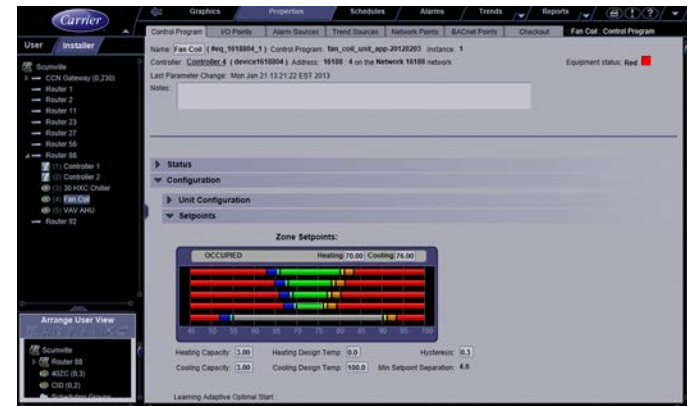 Carrier
Graphics Properties Schedules Alarms Trends Reports
User Installer
Control Program I/O Points Alarm Sources Trend Sources Network Points BACnet Points Checkout Fan Coil : Control Program
Name: Fan Coil ( #eq_1618804_1 ) Control Program: fan_coil_unit_app-20120203 Instance: 1
Controller: Controller 4 ( device1618804 ) Address: 16188 : 4 on the Network 16188 network Equipment status: Red
Last Parameter Change: Mon Jan 21 13:21:22 EST 2013
Notes:
Scumville
CCN Gateway (0,230)
Router 1
Router 2
Router 11
Router 23
Router 27
Router 56
Router 88
(1) Controller 1
(2) Controller 2
(3) 30 HXC Chiller
(4) Fan Coil
(5) VAV AHU
Router 92
Status
Configuration
Unit Configuration
Setpoints
Zone Setpoints:
OCCUPIED Heating 70.00 Cooling 76.00
45 50 55 60 65 70 75 80 85 90 95 100
Heating Capacity: 3.00 Heating Design Temp: 0.0 Hysteresis: 0.3
Cooling Capacity: 3.00 Cooling Design Temp: 100.0 Min Setpoint Separation: 4.0
Learning Adaptive Optimal Start :
Arrange User View
Scumville
Router 88
40ZC (0,3)
CID (0,2)
Scheduling Groups